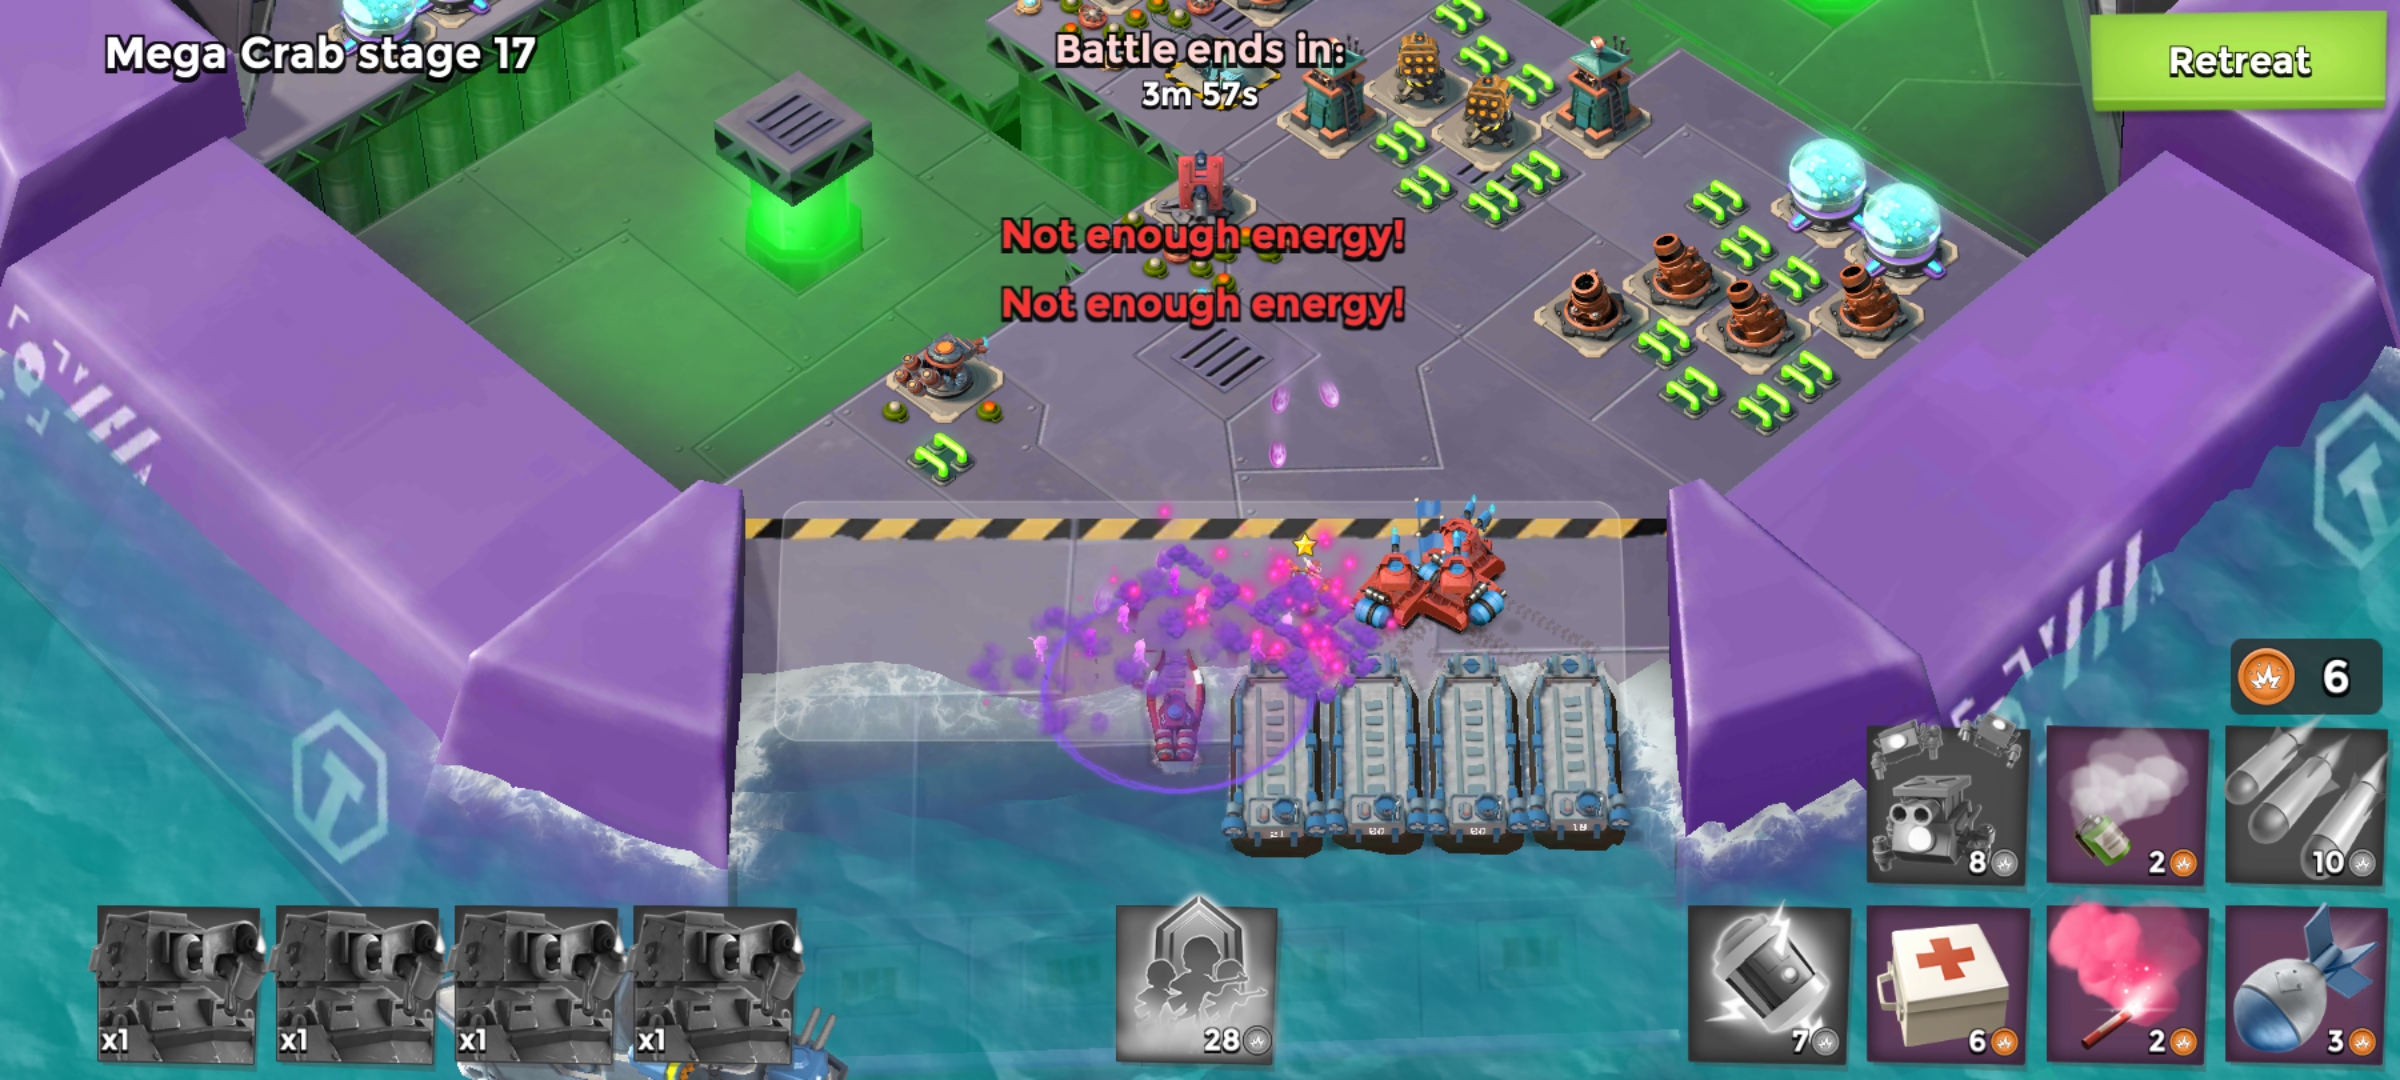 Mega Crab stage 17
Battle ends in:
3m 57s
Retreat
Not enough energy!
Not enough energy!
6
8
2
10
x1
x1
x1
x1
28
7
6
2
3